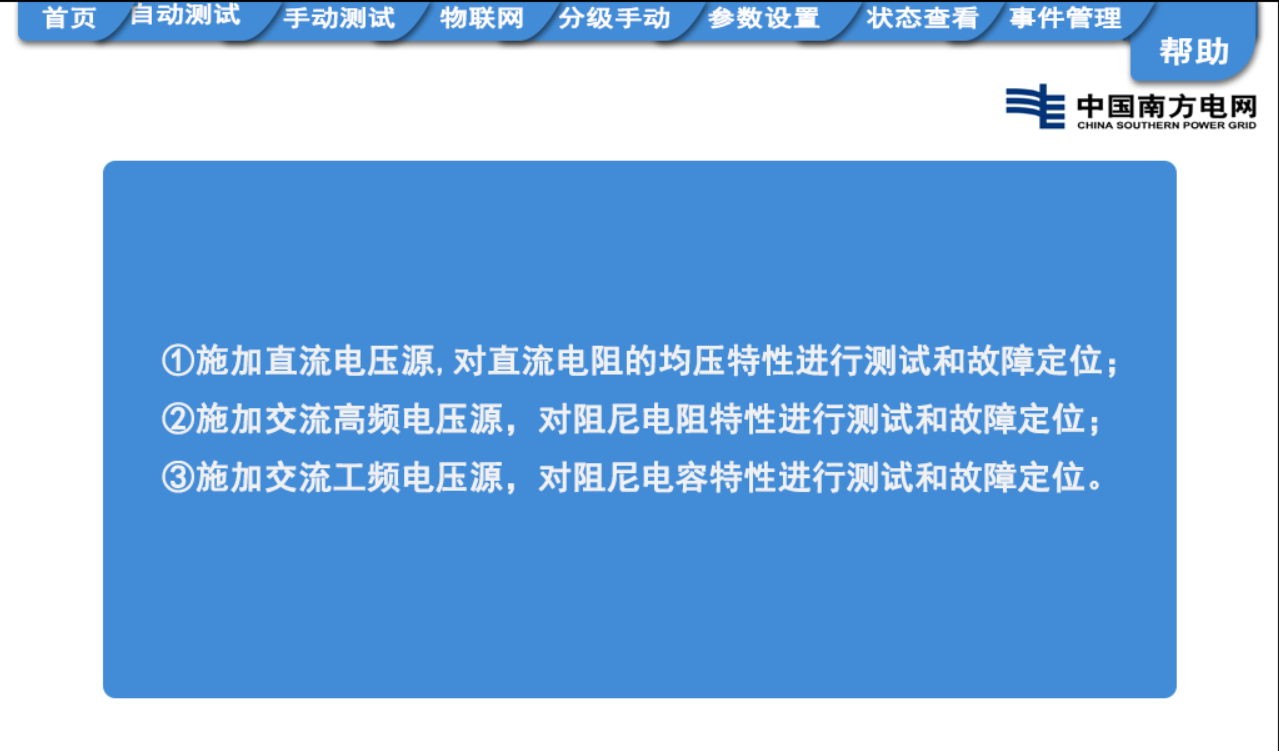 首页 自动测试 手动测试 物联网 分级手动 参数设置 状态查看 事件管理
帮助
中国南方电网
CHINA SOUTHERN POWER GRID
①施加直流电压源,对直流电阻的均压特性进行测试和故障定位；
②施加交流高频电压源，对阻尼电阻特性进行测试和故障定位；
③施加交流工频电压源，对阻尼电容特性进行测试和故障定位。